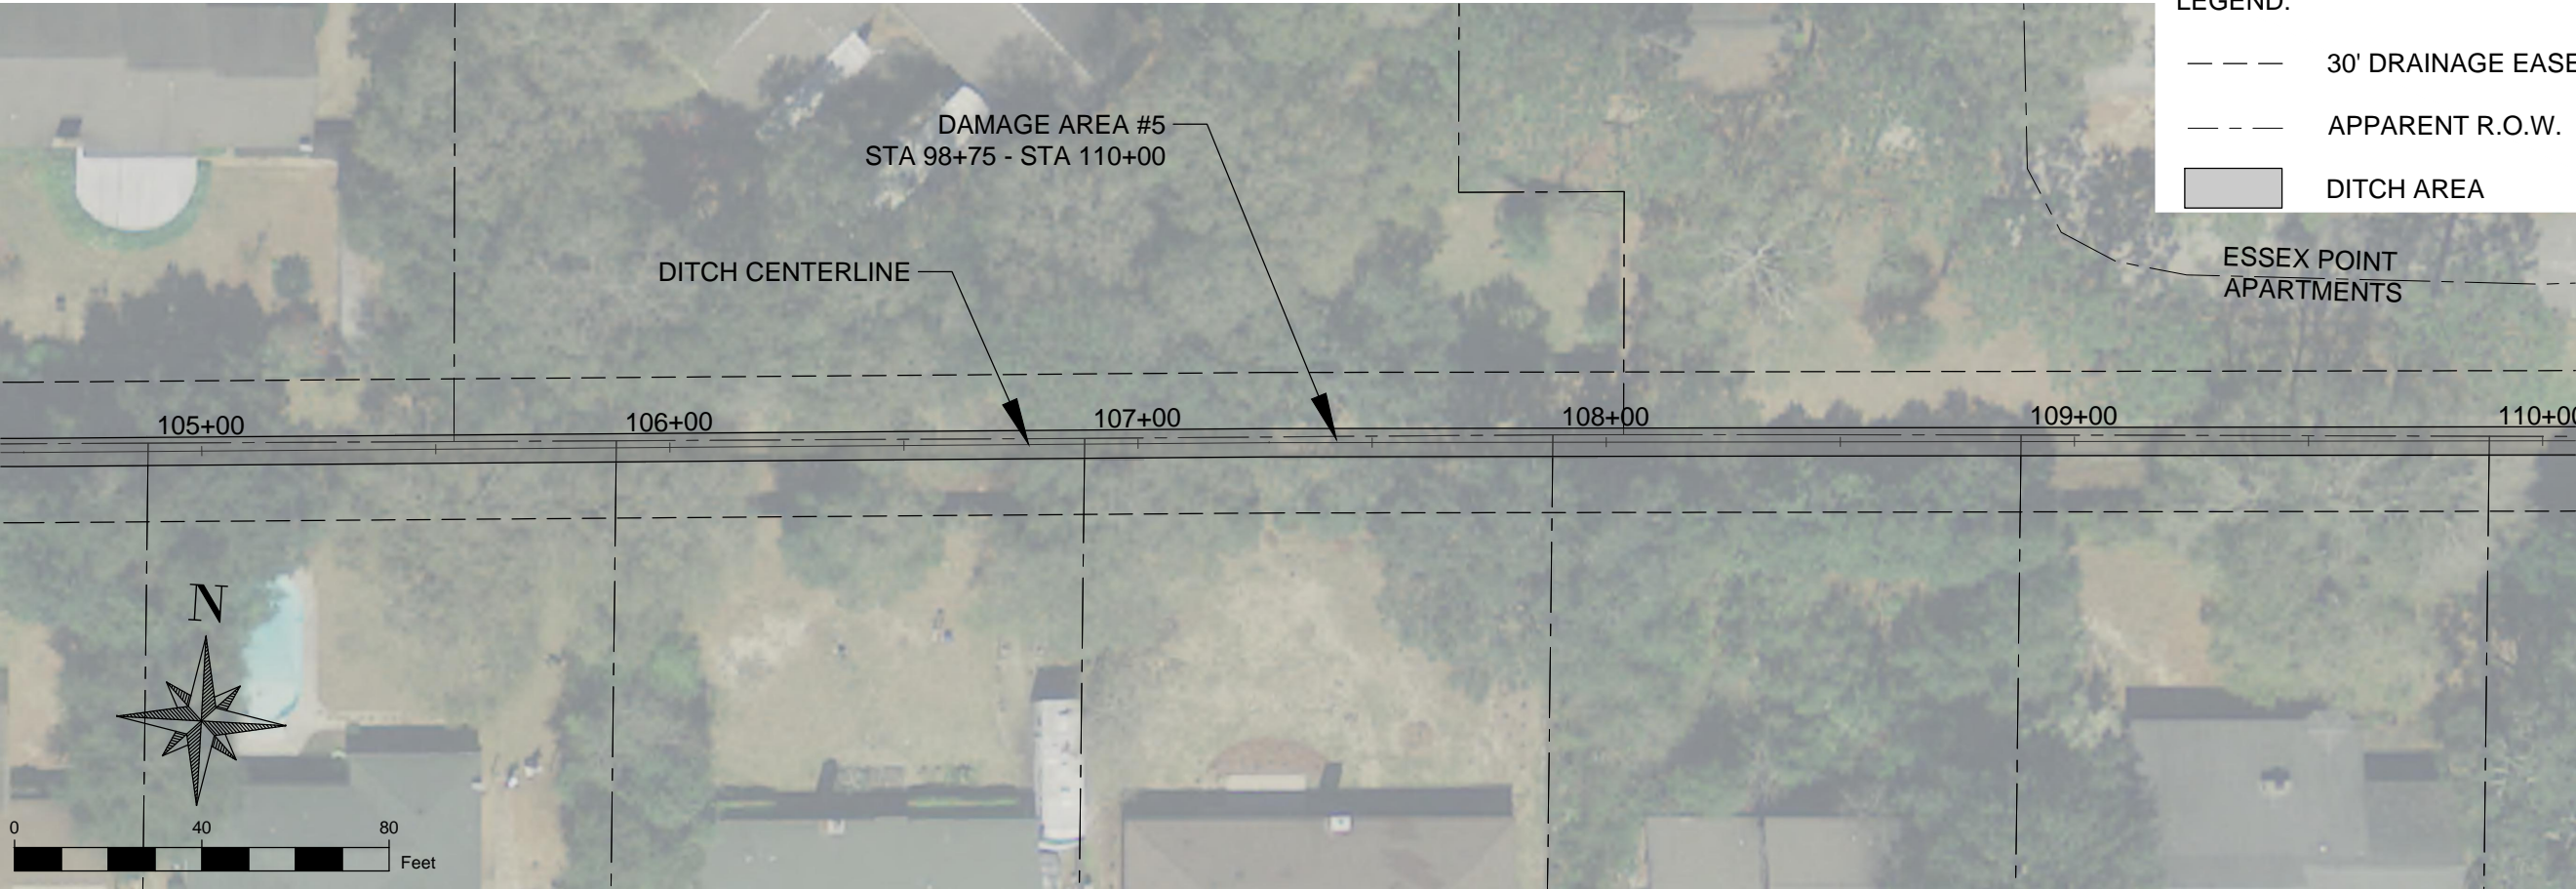 LEGEND:
30' DRAINAGE EASE
APPARENT R.O.W.
DITCH AREA
DAMAGE AREA #5
STA 98+75 - STA 110+00
DITCH CENTERLINE
ESSEX POINT
APARTMENTS
105+00
106+00
107+00
108+00
109+00
110+00
N
0
40
80
Feet